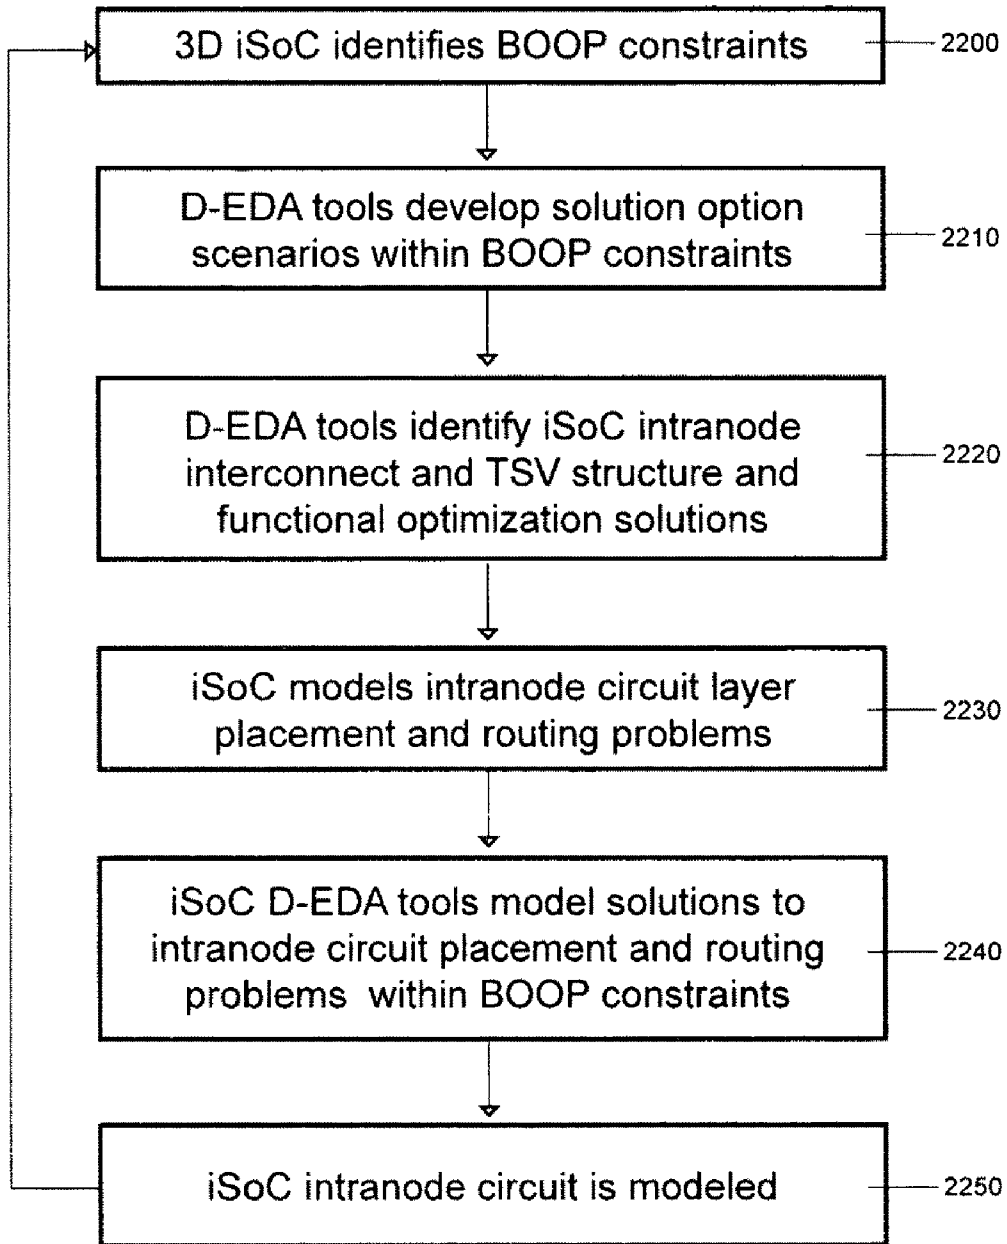 3D iSoC identifies BOOP constraints
2200
D-EDA tools develop solution option
scenarios within BOOP constraints
2210
D-EDA tools identify iSoC intranode
interconnect and TSV structure and
functional optimization solutions
2220
iSoC models intranode circuit layer
placement and routing problems
2230
iSoC D-EDA tools model solutions to
intranode circuit placement and routing
problems within BOOP constraints
2240
iSoC intranode circuit is modeled
2250